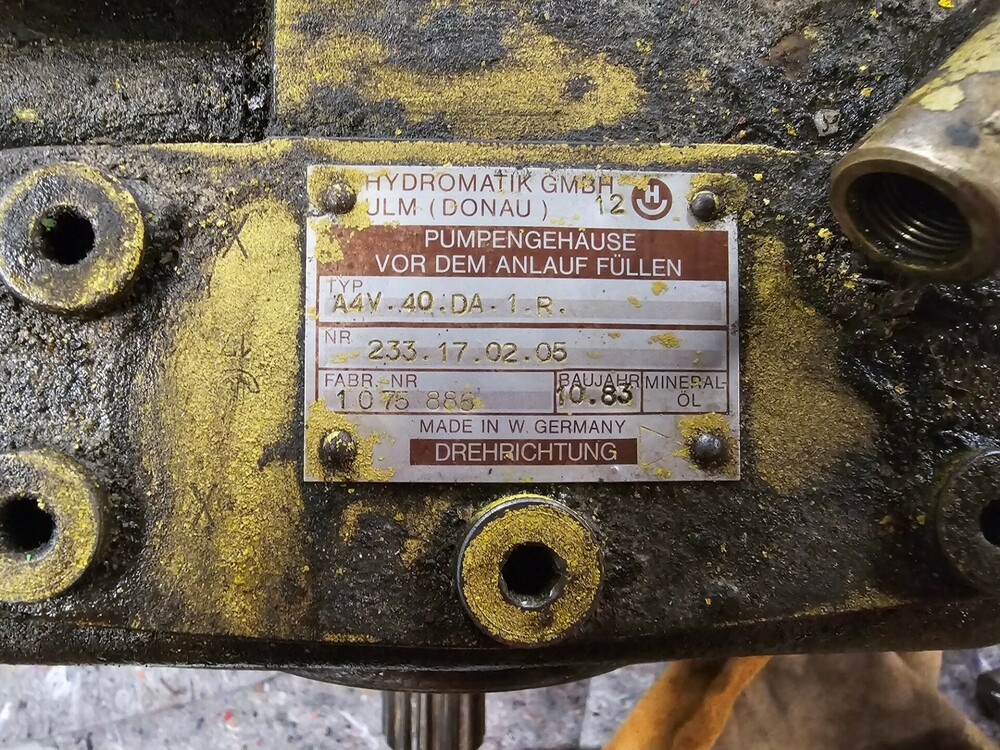 HYDROMATIK GMBH
ULM (DONAU) 12 H
PUMPENGEHÄUSE
VOR DEM ANLAUF FÜLLEN
TYP
A4V.40.DA.1.R.
NR
233.17.02.05
FABR.-NR BAUJAHR MINERAL-
1075 886 10.83 ÖL
MADE IN W. GERMANY
DREHRICHTUNG